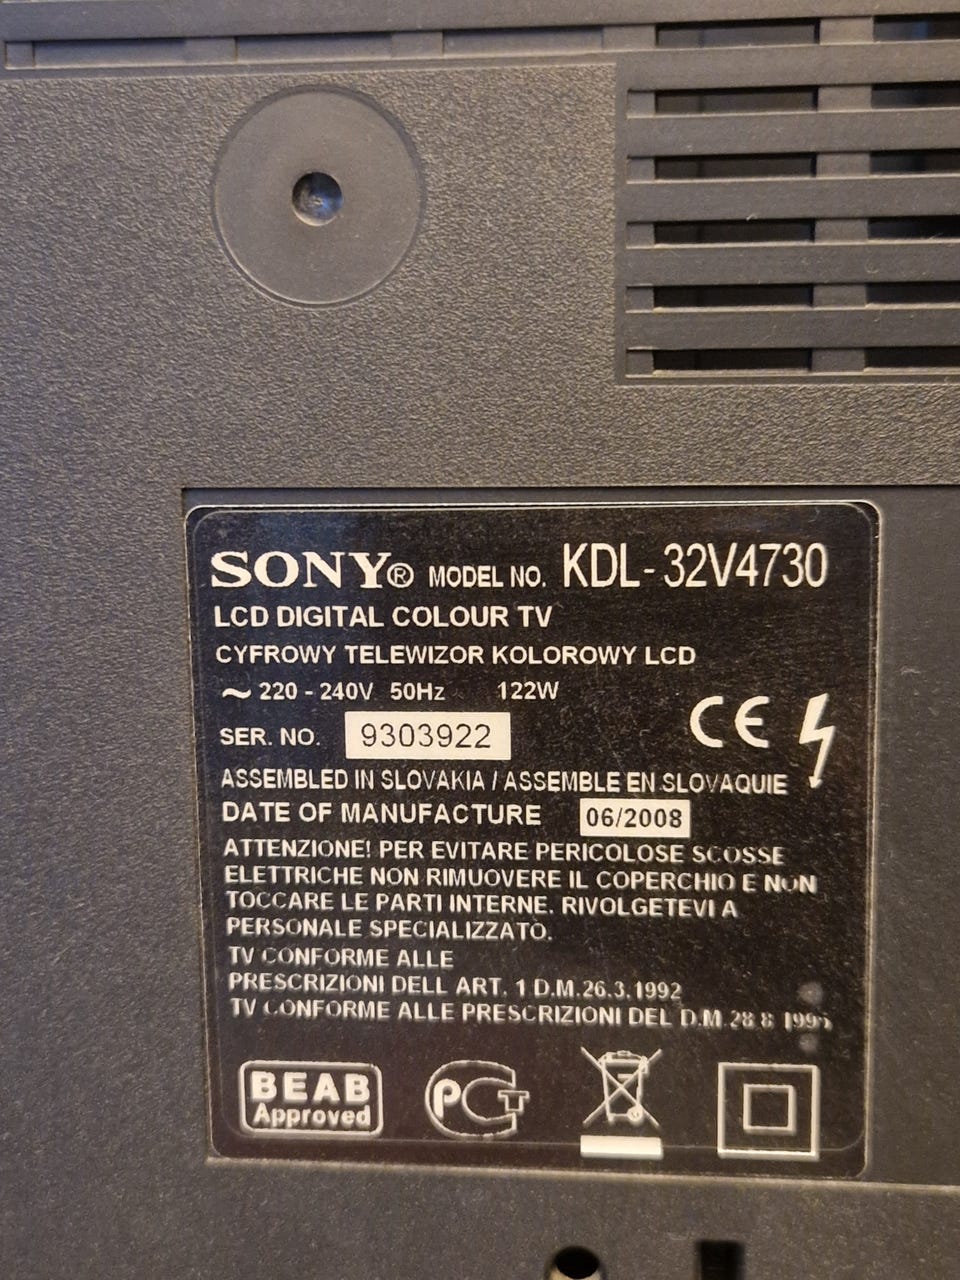 SONY® MODEL NO. KDL-32V4730
LCD DIGITAL COLOUR TV
CYFROWY TELEWIZOR KOLOROWY LCD
~ 220 - 240V 50Hz 122W
SER. NO. 9303922
CE
ASSEMBLED IN SLOVAKIA / ASSEMBLE EN SLOVAQUIE
DATE OF MANUFACTURE 06/2008
ATTENZIONE! PER EVITARE PERICOLOSE SCOSSE
ELETTRICHE NON RIMUOVERE IL COPERCHIO E NON
TOCCARE LE PARTI INTERNE. RIVOLGETEVI A
PERSONALE SPECIALIZZATO.
TV CONFORME ALLE
PRESCRIZIONI DELL ART. 1 D.M.26.3.1992
TV CONFORME ALLE PRESCRIZIONI DEL D.M.28 8 1995
BEAB
Approved
PCT